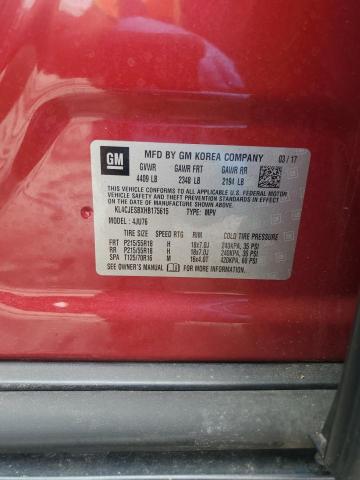 GM
MFD BY GM KOREA COMPANY 03/17
GVWR GAWR FRT GAWR RR
4409 LB 2348 LB 2194 LB
THIS VEHICLE CONFORMS TO ALL APPLICABLE U.S. FEDERAL MOTOR
VEHICLE SAFETY, BUMPER, AND THEFT PREVENTION STANDARDS IN
EFFECT ON THE DATE OF MANUFACTURE SHOWN ABOVE.
KL4CJESBXHB175615 TYPE: MPV
MODEL: 4JU76
TIRE SIZE SPEED RTG RIM COLD TIRE PRESSURE
FRT P215/55R18 H 18x7.0J 240KPA, 35 PSI
RR P215/55R18 H 18x7.0J 240KPA, 35 PSI
SPA T125/70R16 M 16x4.0T 420KPA, 60 PSI
SEE OWNER'S MANUAL FOR ADDITIONAL INFORMATION.